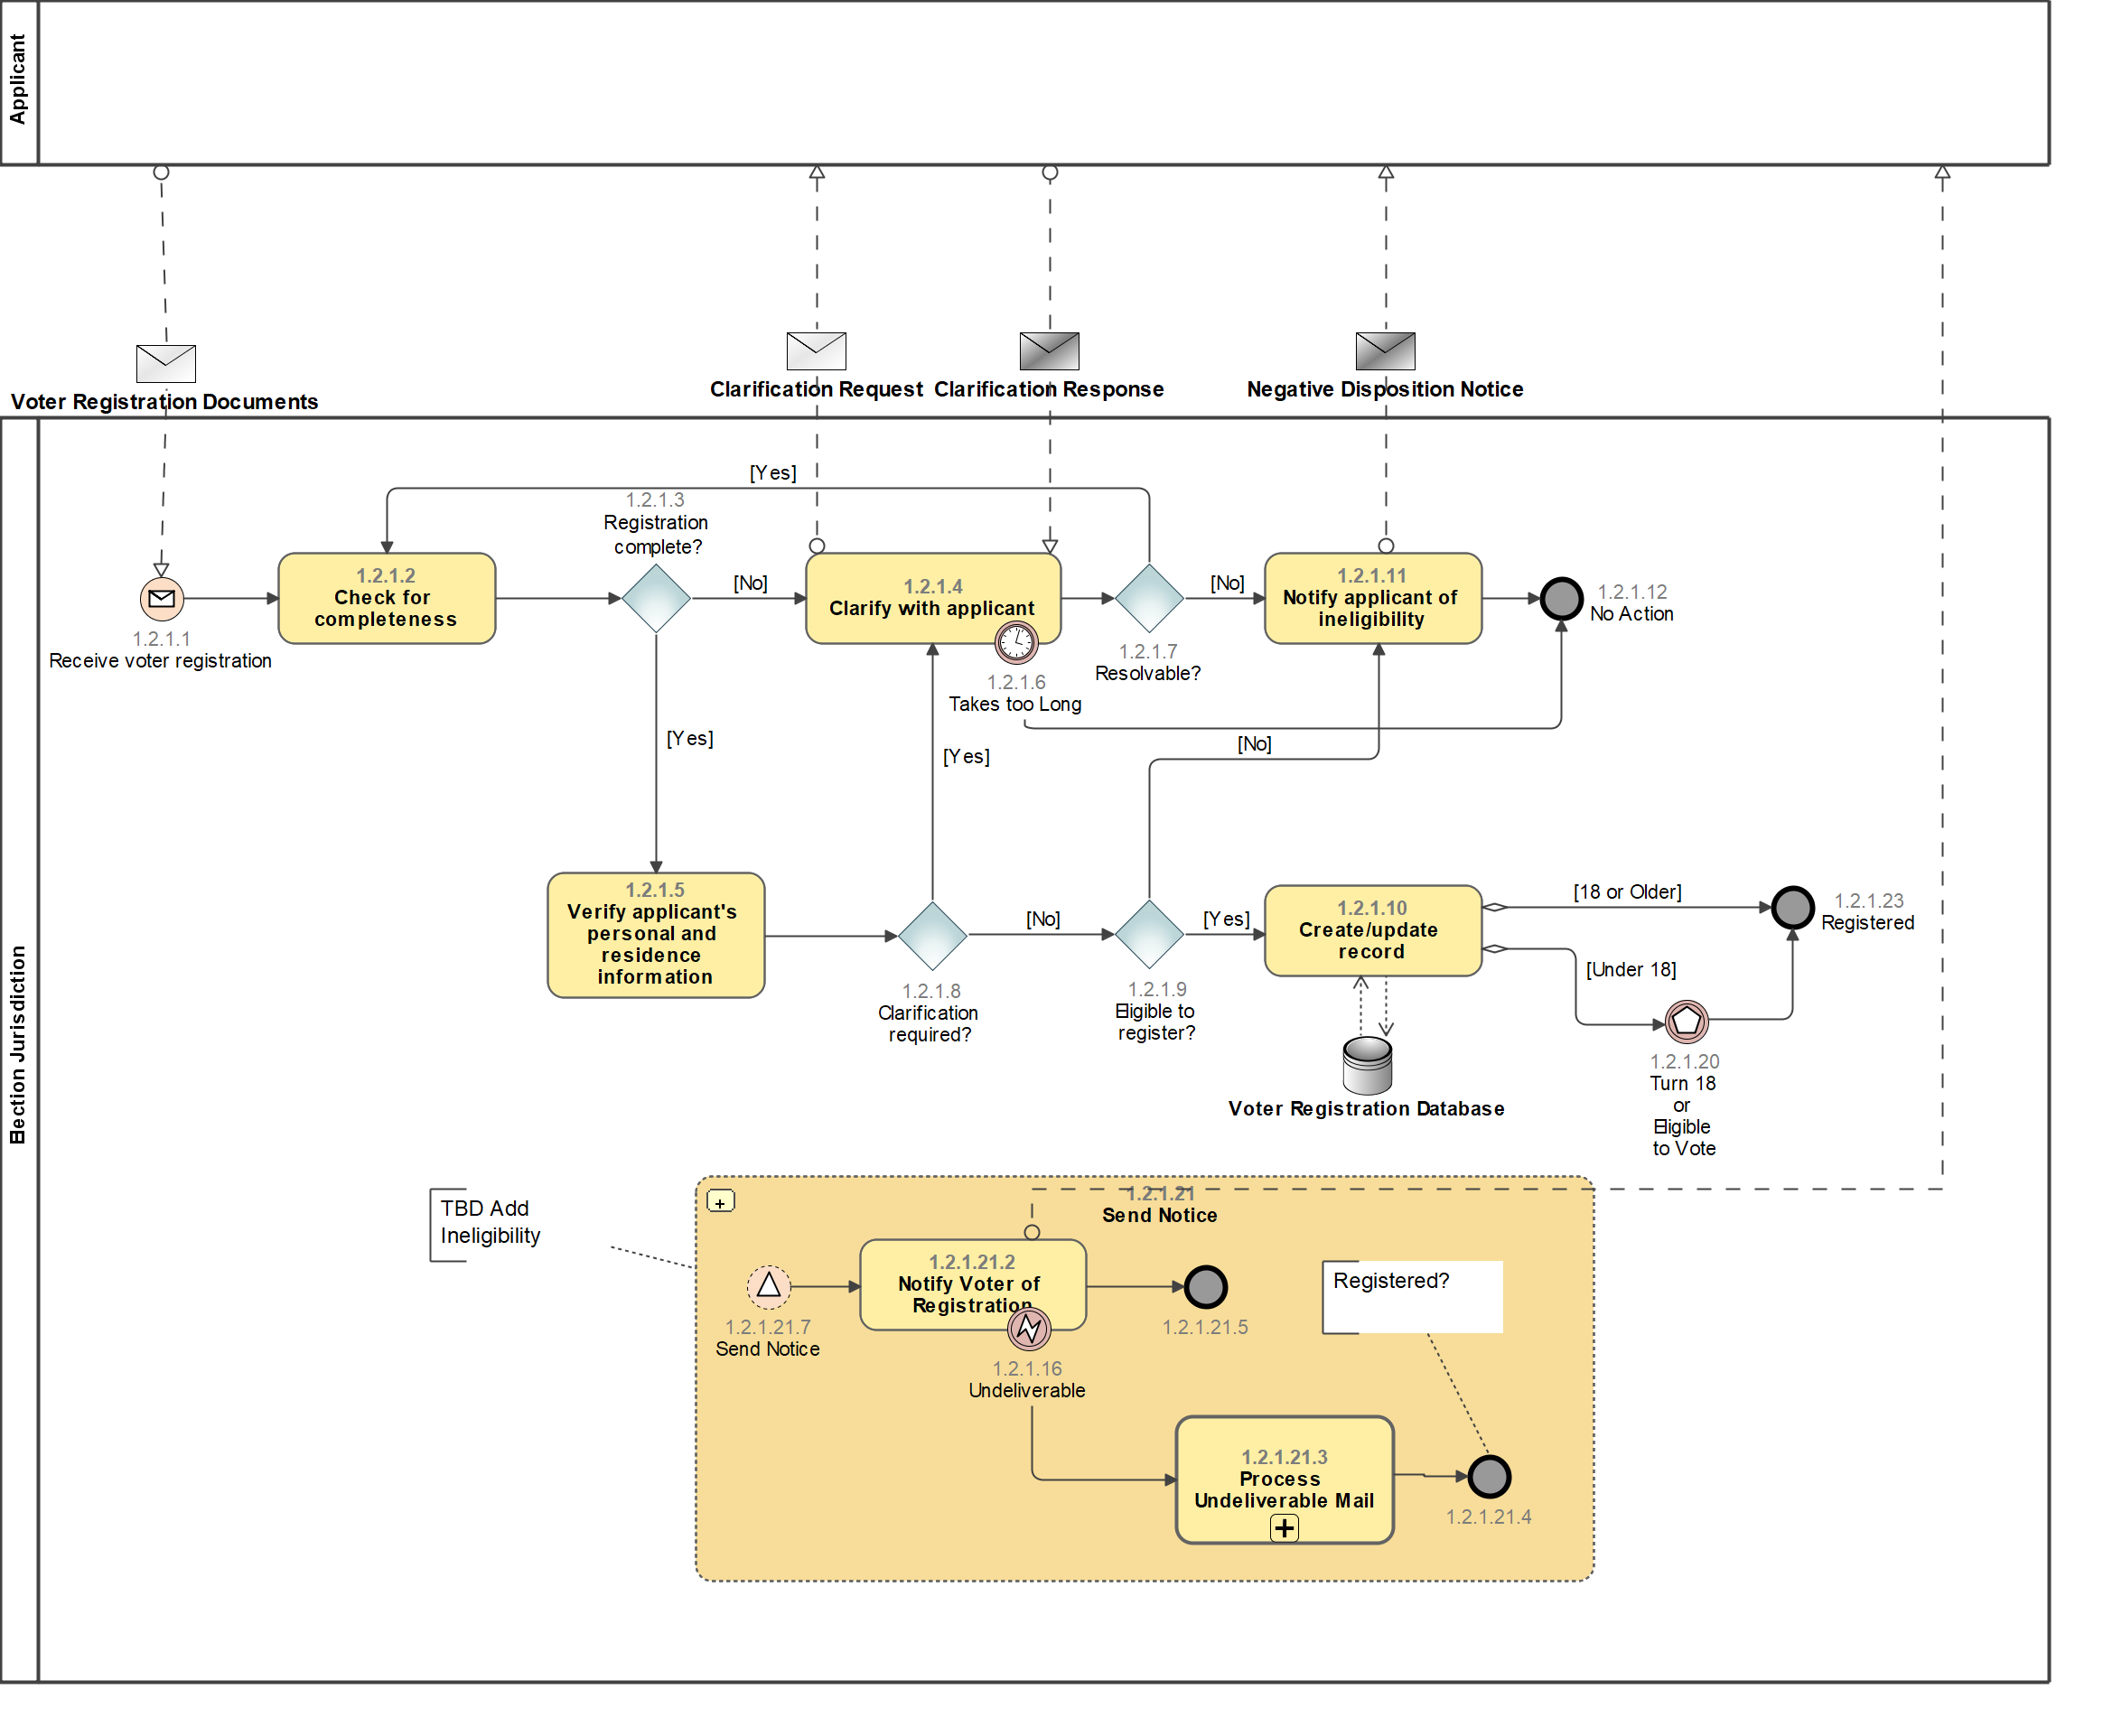 Applicant
Voter Registration Documents
Clarification Request
Clarification Response
Negative Disposition Notice
Election Jurisdiction
[Yes]
1.2.1.3
Registration
complete?
1.2.1.1
Receive voter registration
1.2.1.2
Check for
completeness
[No]
1.2.1.4
Clarify with applicant
1.2.1.6
Takes too Long
1.2.1.7
Resolvable?
[No]
1.2.1.11
Notify applicant of
ineligibility
1.2.1.12
No Action
[Yes]
[Yes]
[No]
1.2.1.5
Verify applicant's
personal and
residence
information
1.2.1.8
Clarification
required?
[No]
1.2.1.9
Eligible to
register?
[Yes]
1.2.1.10
Create/update
record
[18 or Older]
1.2.1.23
Registered
[Under 18]
1.2.1.20
Turn 18
or
Eligible
to Vote
Voter Registration Database
TBD Add
Ineligibility
1.2.1.21
Send Notice
1.2.1.21.7
Send Notice
1.2.1.21.2
Notify Voter of
Registration
1.2.1.21.5
1.2.1.16
Undeliverable
Registered?
1.2.1.21.3
Process
Undeliverable Mail
1.2.1.21.4